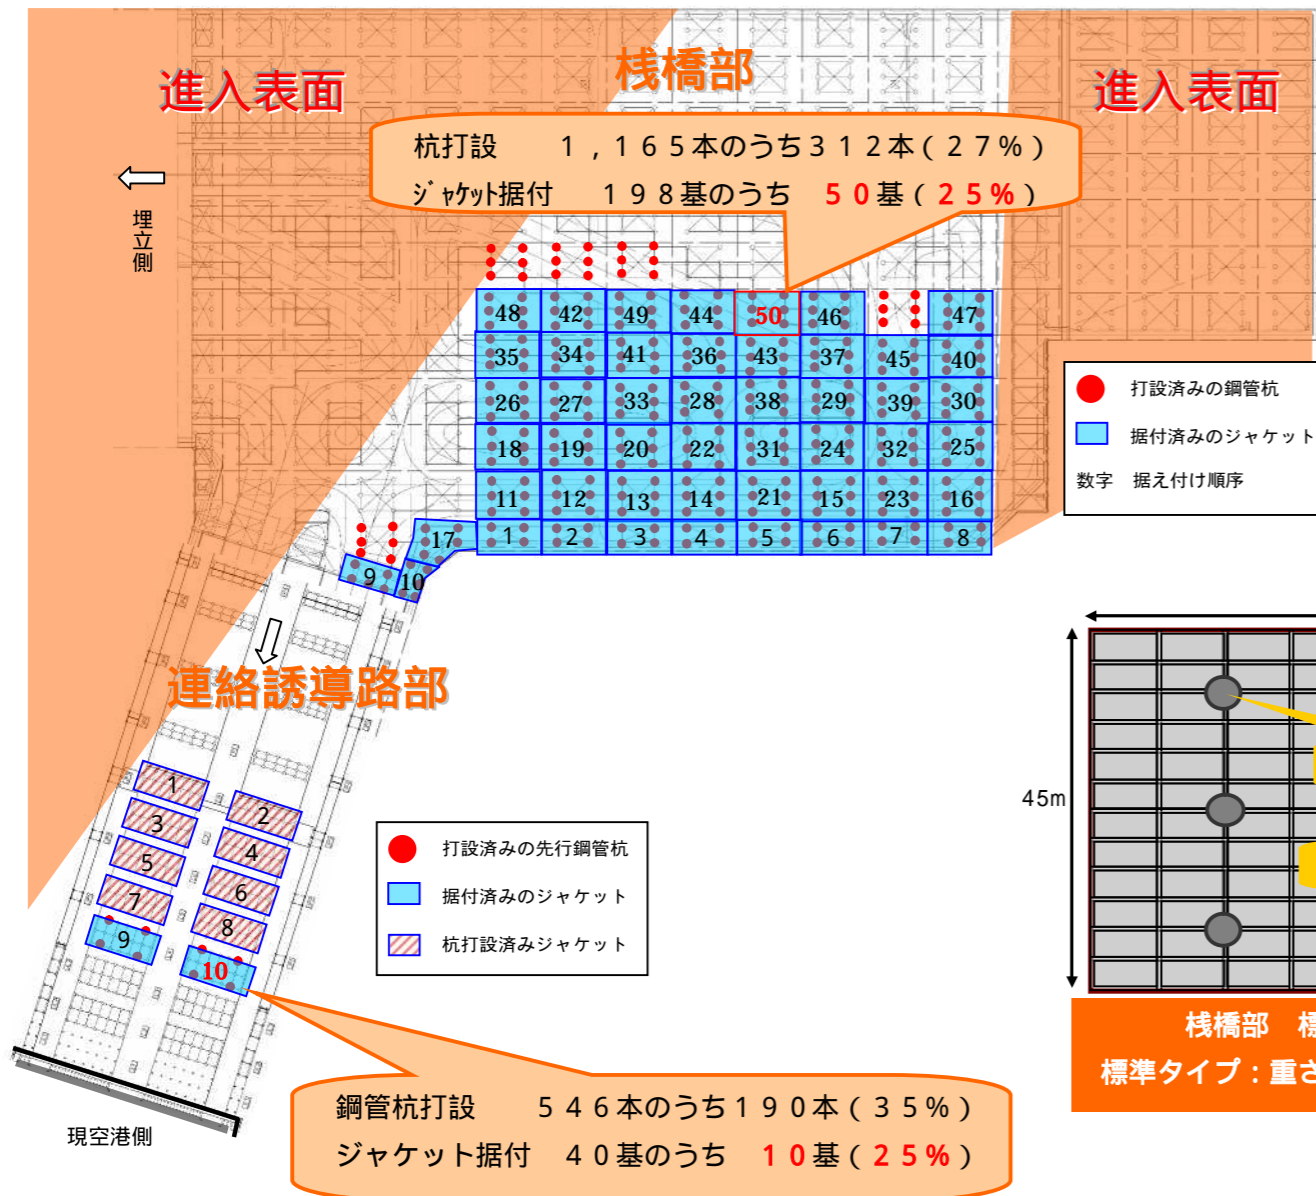 進入表面
桟橋部
進入表面
杭打設　１，１６５本のうち３１２本（２７％）
ｼﾞｬｹｯﾄ据付　１９８基のうち　５０基（２５％）
埋立側
48 42 49 44 50 46 47
35 34 41 36 43 37 45 40
26 27 33 28 38 29 39 30
18 19 20 22 31 24 32 25
11 12 13 14 21 15 23 16
17 1 2 3 4 5 6 7 8
9 10
打設済みの鋼管杭
据付済みのジャケット
数字　据え付け順序
連絡誘導路部
1 2
3 4
5 6
7 8
9 10
打設済みの先行鋼管杭
据付済みのジャケット
杭打設済みジャケット
45m
桟橋部　標
標準タイプ：重さ
鋼管杭打設　５４６本のうち１９０本（３５％）
ジャケット据付　４０基のうち　１０基（２５％）
現空港側